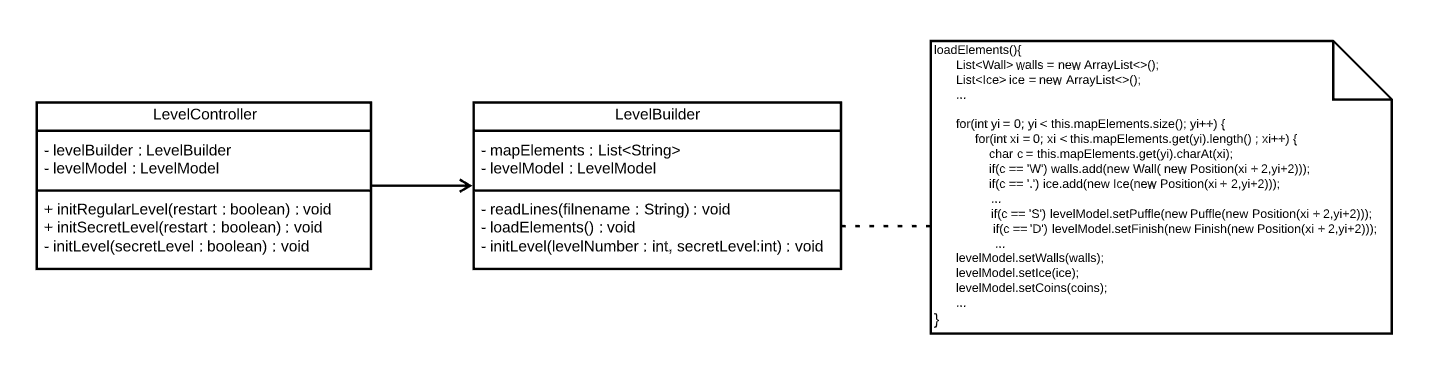 LevelController
- levelBuilder : LevelBuilder
- levelModel : LevelModel
+ initRegularLevel(restart : boolean) : void
+ initSecretLevel(restart : boolean) : void
- initLevel(secretLevel : boolean) : void
LevelBuilder
- mapElements : List<String>
- levelModel : LevelModel
- readLines(filnename : String) : void
- loadElements() : void
- initLevel(levelNumber : int, secretLevel:int) : void
loadElements(){
List<Wall> walls = new ArrayList<>();
List<Ice> ice = new ArrayList<>();
...
for(int yi = 0; yi < this.mapElements.size(); yi++) {
for(int xi = 0; xi < this.mapElements.get(yi).length() ; xi++) {
char c = this.mapElements.get(yi).charAt(xi);
if(c == 'W') walls.add(new Wall( new Position(xi + 2,yi+2)));
if(c == '.') ice.add(new Ice(new Position(xi + 2,yi+2)));
...
if(c == 'S') levelModel.setPuffle(new Puffle(new Position(xi + 2,yi+2)));
if(c == 'D') levelModel.setFinish(new Finish(new Position(xi + 2,yi+2)));
...
levelModel.setWalls(walls);
levelModel.setIce(ice);
levelModel.setCoins(coins);
...
}